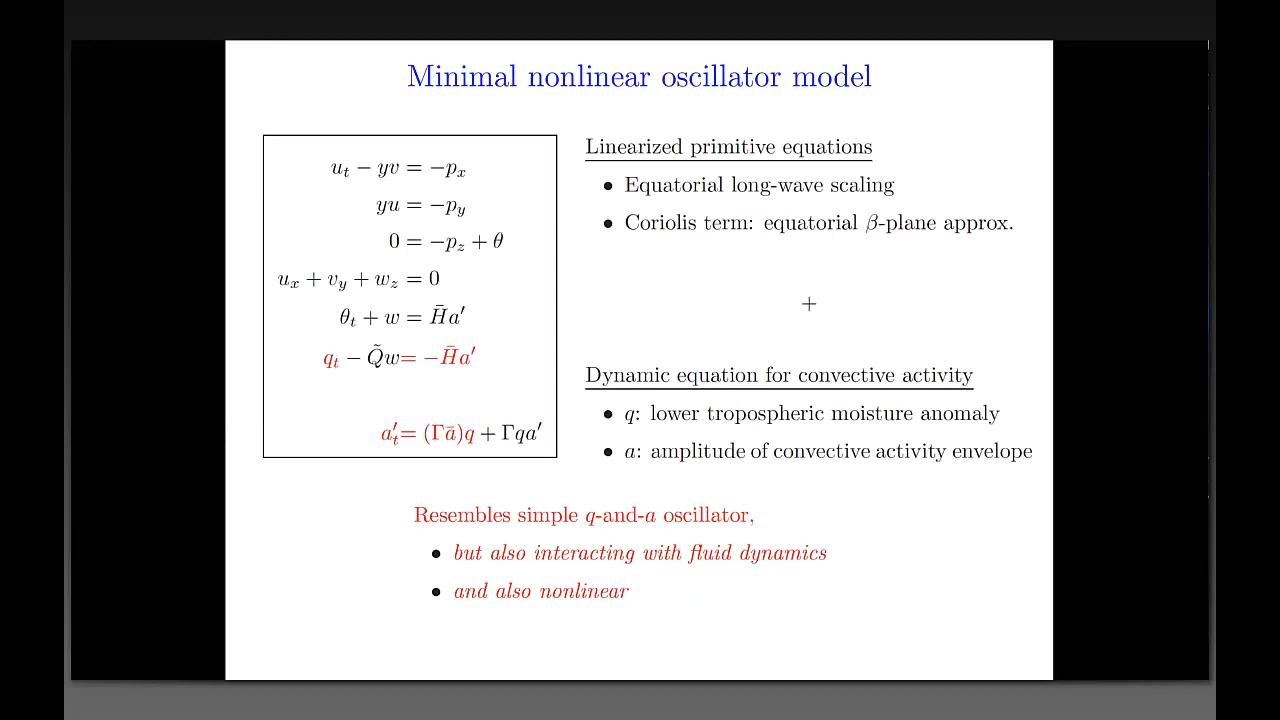 Minimal nonlinear oscillator model
u_t − yv = −p_x
yu = −p_y
0 = −p_z + θ
u_x + v_y + w_z = 0
θ_t + w = H̄a′
q_t − Q̃w = −H̄a′
a′_t = (Γā)q + Γqa′
Linearized primitive equations
• Equatorial long-wave scaling
• Coriolis term: equatorial β-plane approx.
+
Dynamic equation for convective activity
• q: lower tropospheric moisture anomaly
• a: amplitude of convective activity envelope
Resembles simple q-and-a oscillator,
• but also interacting with fluid dynamics
• and also nonlinear